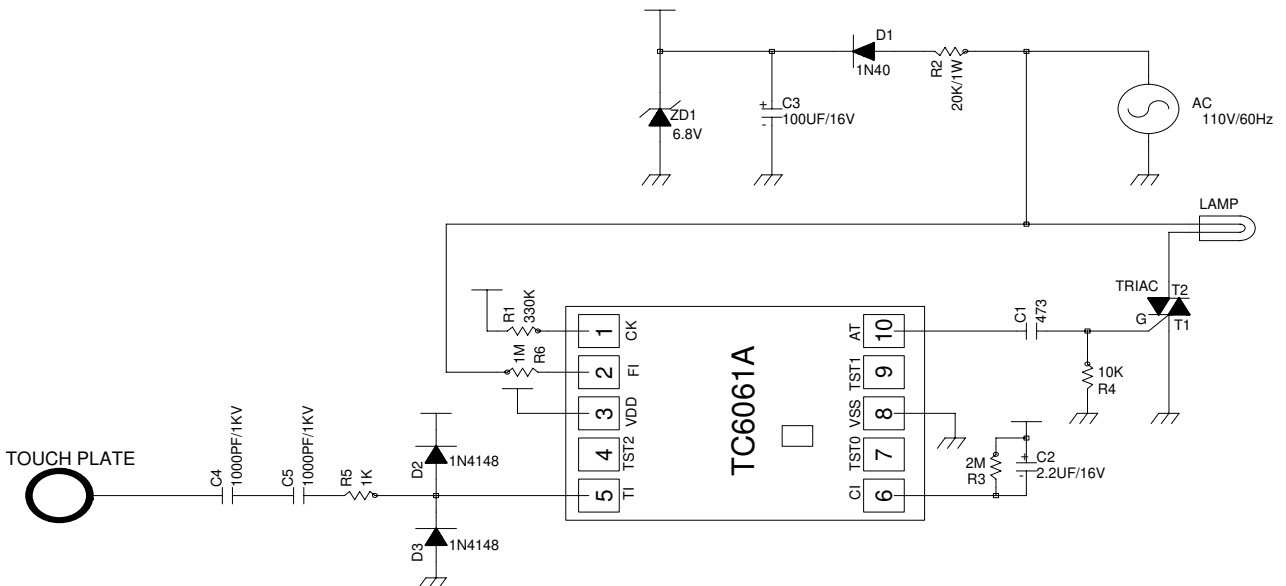 D1
1N40
R2
20K/1W
C3
+
100UF/16V
-
ZD1
6.8V
AC
110V/60Hz
LAMP
TRIAC
T2
G
T1
C1
473
10K
R4
R1
330K
1M
R6
1
CK
2
FI
3
VDD
4
TST2
5
TI
TC6061A
10
AT
9
TST1
8
VSS
7
TST0
6
CI
2M
R3
+
C2
-
2.2UF/16V
TOUCH PLATE
C4
1000PF/1KV
C5
1000PF/1KV
R5
1K
D2
1N4148
D3
1N4148